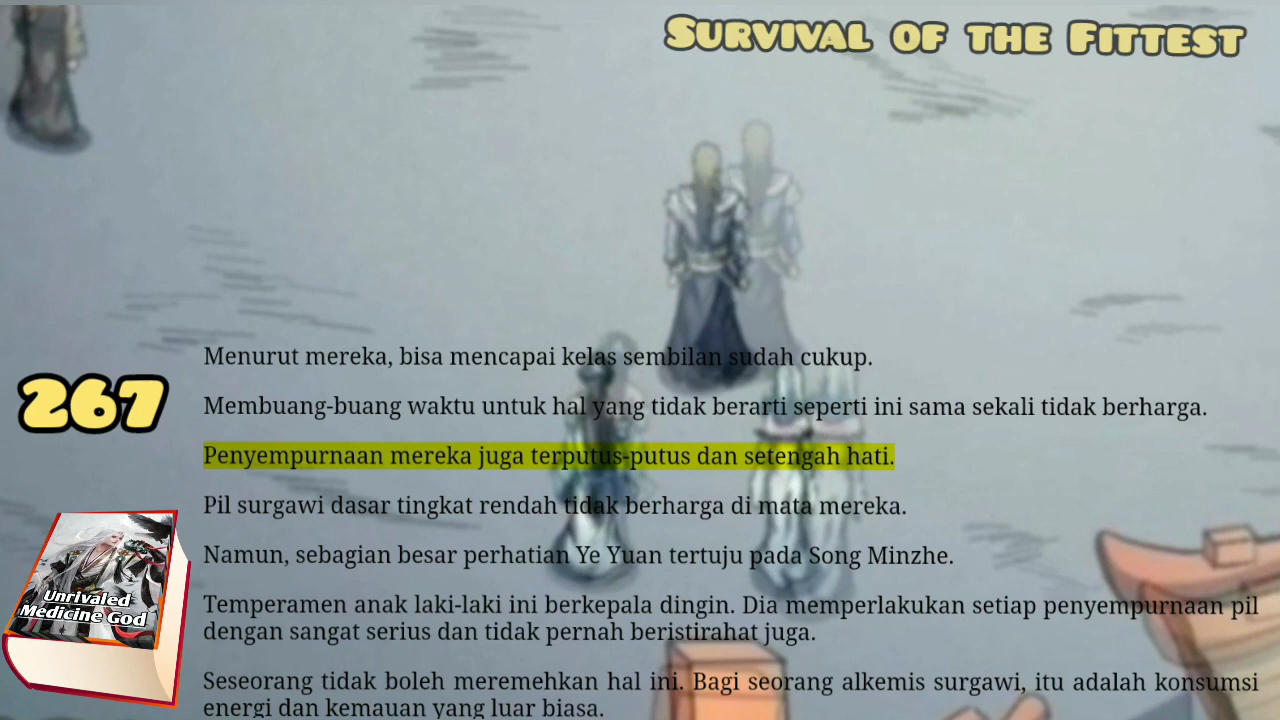 Survival of the Fittest
Menurut mereka, bisa mencapai kelas sembilan sudah cukup.
267
Membuang-buang waktu untuk hal yang tidak berarti seperti ini sama sekali tidak berharga.
Penyempurnaan mereka juga terputus-putus dan setengah hati.
Pil surgawi dasar tingkat rendah tidak berharga di mata mereka.
Namun, sebagian besar perhatian Ye Yuan tertuju pada Song Minzhe.
Temperamen anak laki-laki ini berkepala dingin. Dia memperlakukan setiap penyempurnaan pil
dengan sangat serius dan tidak pernah beristirahat juga.
Seseorang tidak boleh meremehkan hal ini. Bagi seorang alkemis surgawi, itu adalah konsumsi
energi dan kemauan yang luar biasa.
Unrivaled
Medicine God